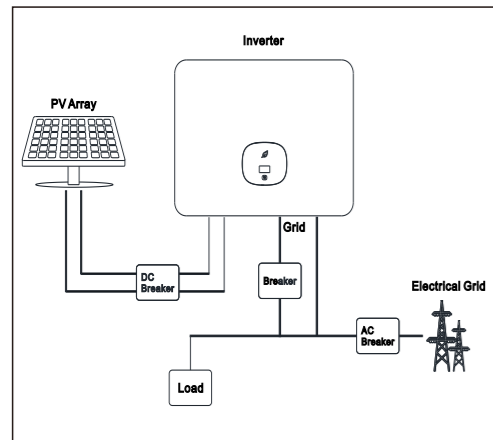 Inverter
PV Array
Grid
DC
Breaker
Breaker
Electrical Grid
AC
Breaker
Load